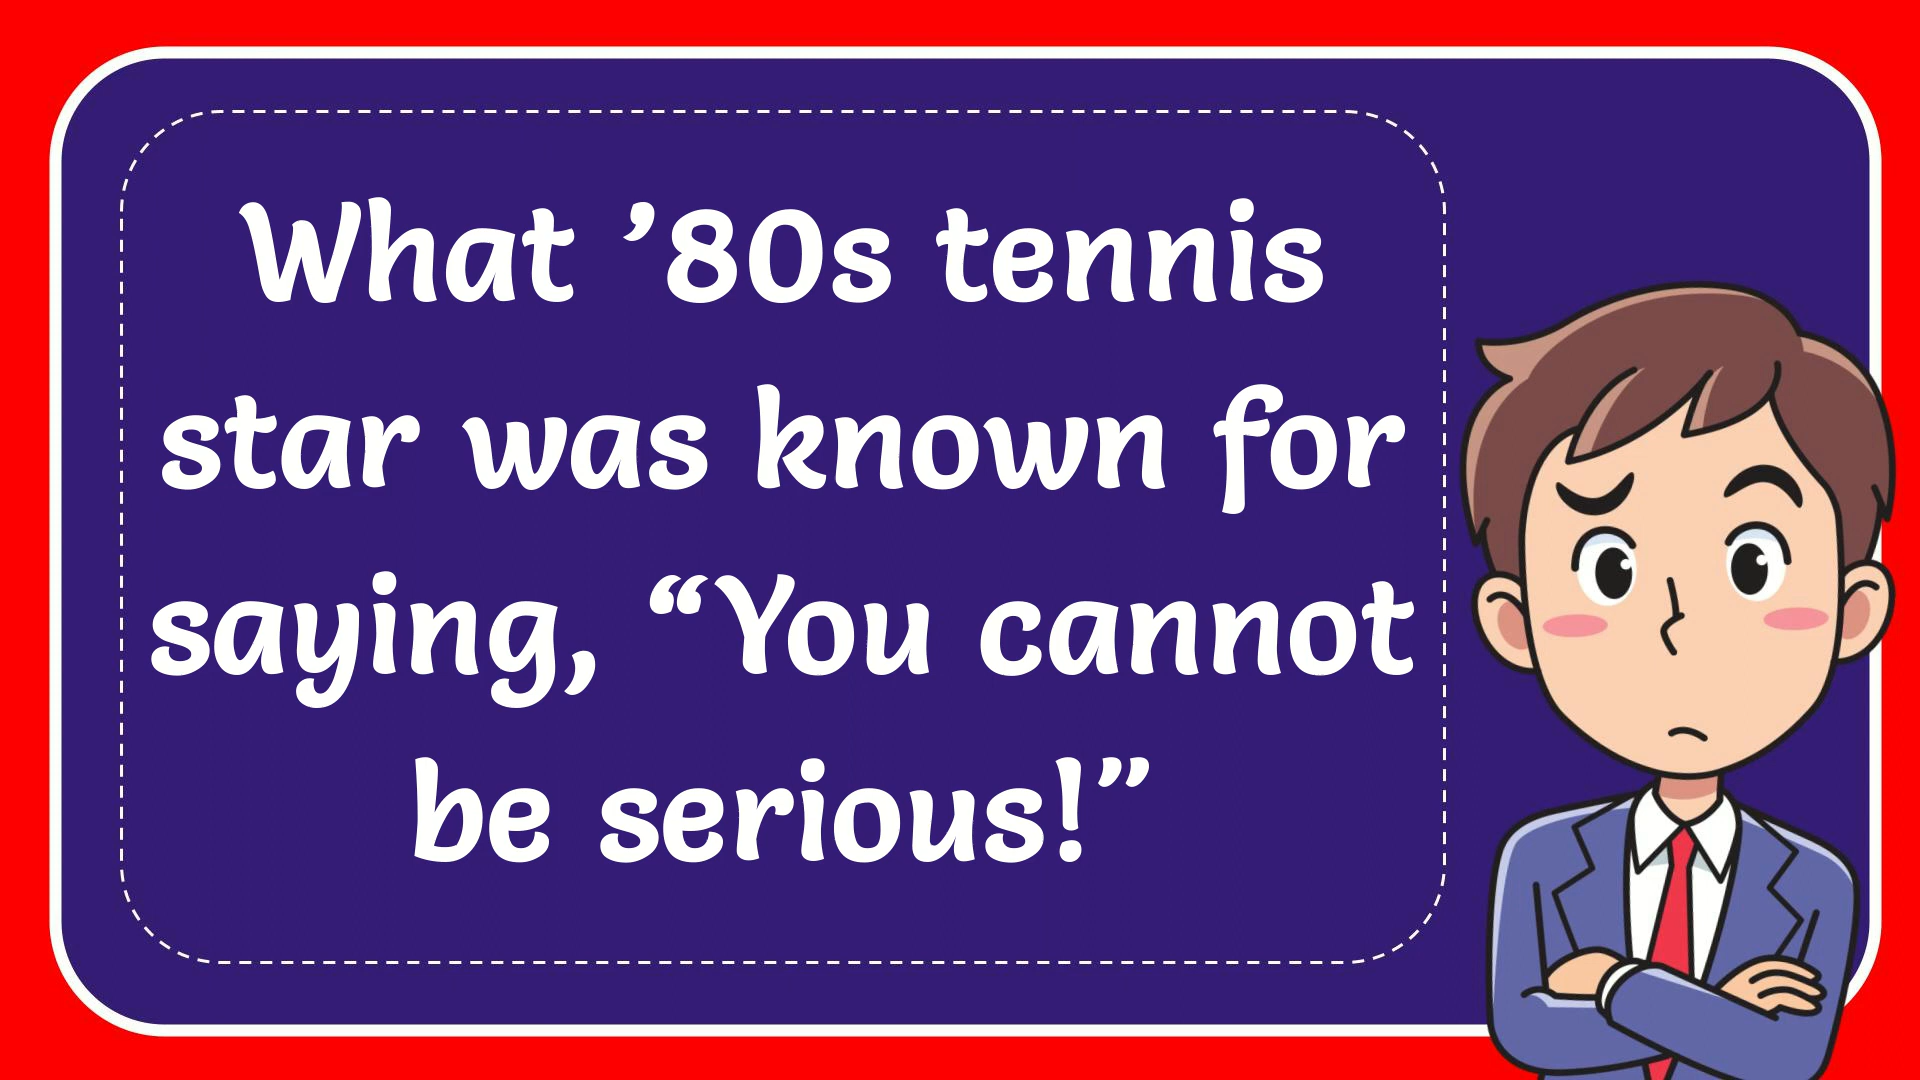 What ’80s tennis
star was known for
saying, “You cannot
be serious!”